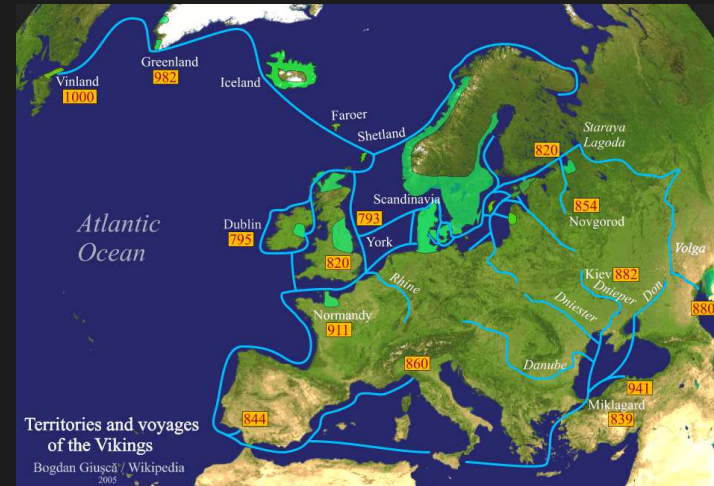 Greenland
982
Vinland
1000
Iceland
Faroer
Shetland
Staraya
Lagoda
820
Scandinavia
854
Novgorod
Dublin
795
793
York
820
Atlantic
Ocean
Volga
Kiev 882
Rhine
Dnieper
Don
Dniester
880
Normandy
911
860
Danube
941
Miklagard
839
844
Territories and voyages
of the Vikings
Bogdan Giuşcă / Wikipedia
2005